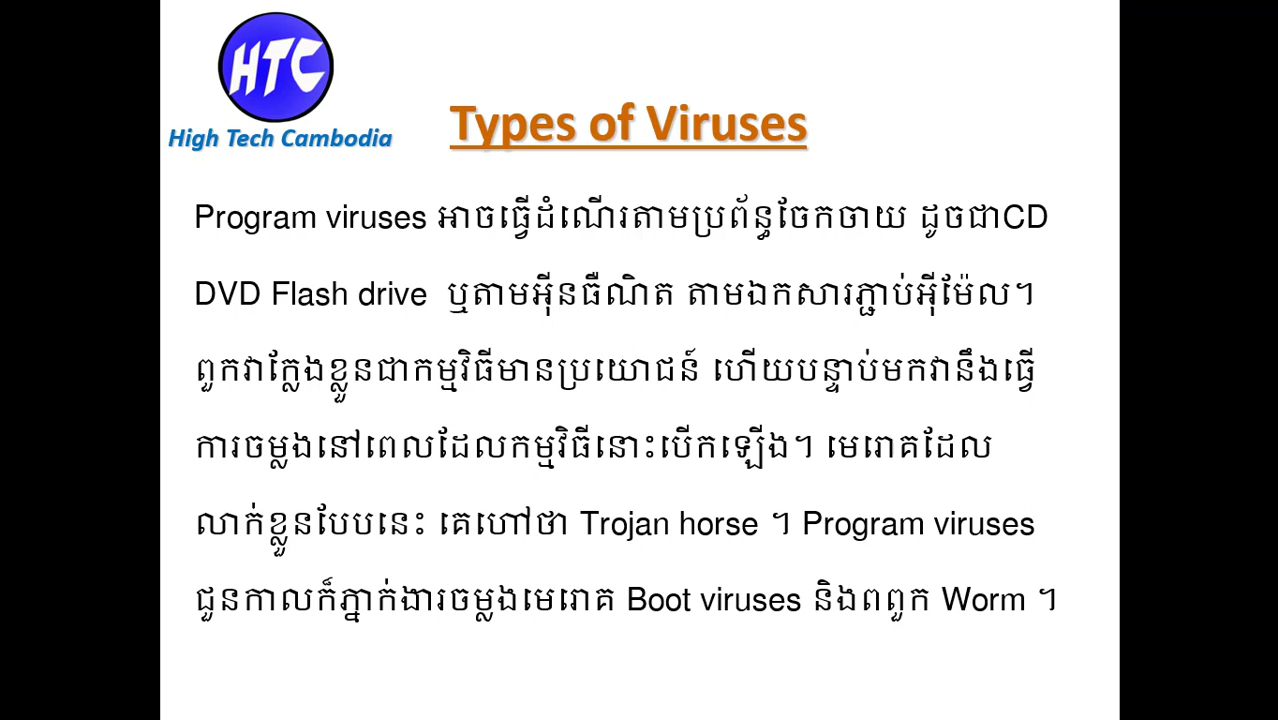 HTC
High Tech Cambodia
Types of Viruses
Program viruses អាចធ្វើដំណើរតាមប្រព័ន្ធចែកចាយ ដូចជាCD
DVD Flash drive ឬតាមអ៊ីនធឺណិត តាមឯកសារភ្ជាប់អ៊ីម៉ែល។
ពួកវាក្លែងខ្លួនជាកម្មវិធីមានប្រយោជន៍ ហើយបន្ទាប់មកវានឹងធ្វើ
ការចម្លងនៅពេលដែលកម្មវិធីនោះបើកឡើង។ មេរោគដែល
លាក់ខ្លួនបែបនេះ គេហៅថា Trojan horse ។ Program viruses
ជួនកាលក៏ភ្នាក់ងារចម្លងមេរោគ Boot viruses និងពពួក Worm ។